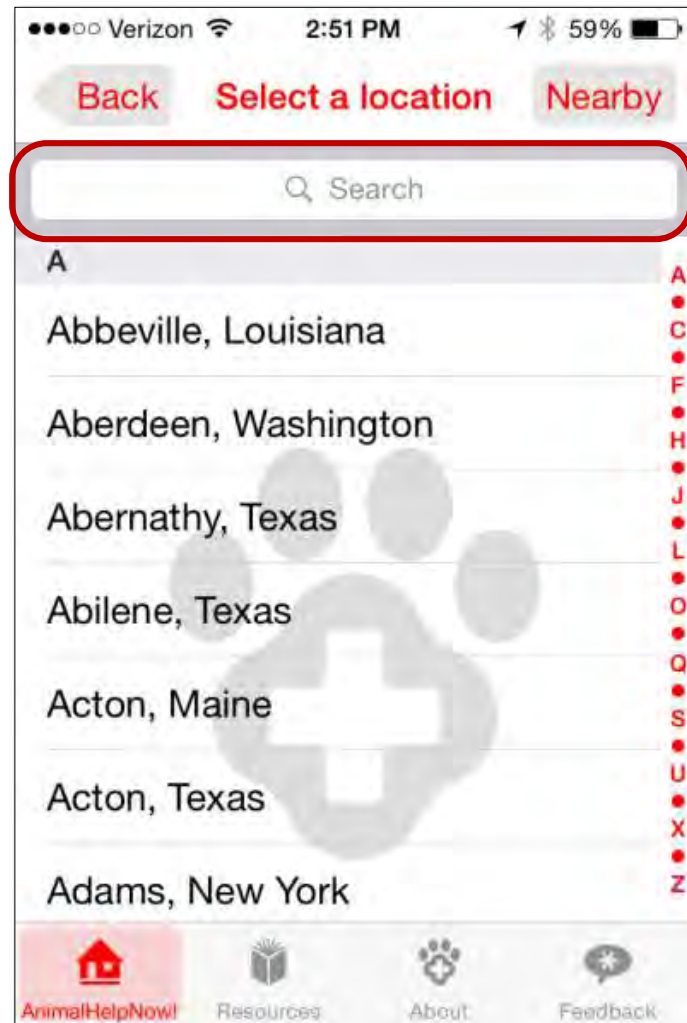 ●●●○○ Verizon 2:51 PM 59%
Back Select a location Nearby
Search
A
Abbeville, Louisiana
Aberdeen, Washington
Abernathy, Texas
Abilene, Texas
Acton, Maine
Acton, Texas
Adams, New York
A
●
C
●
F
●
H
●
J
●
L
●
O
●
Q
●
S
●
U
●
X
●
Z
AnimalHelpNow! Resources About Feedback